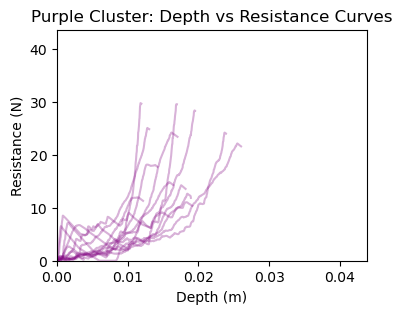 Purple Cluster: Depth vs Resistance Curves
Resistance (N)
40
30
20
10
0
0.00 0.01 0.02 0.03 0.04
Depth (m)